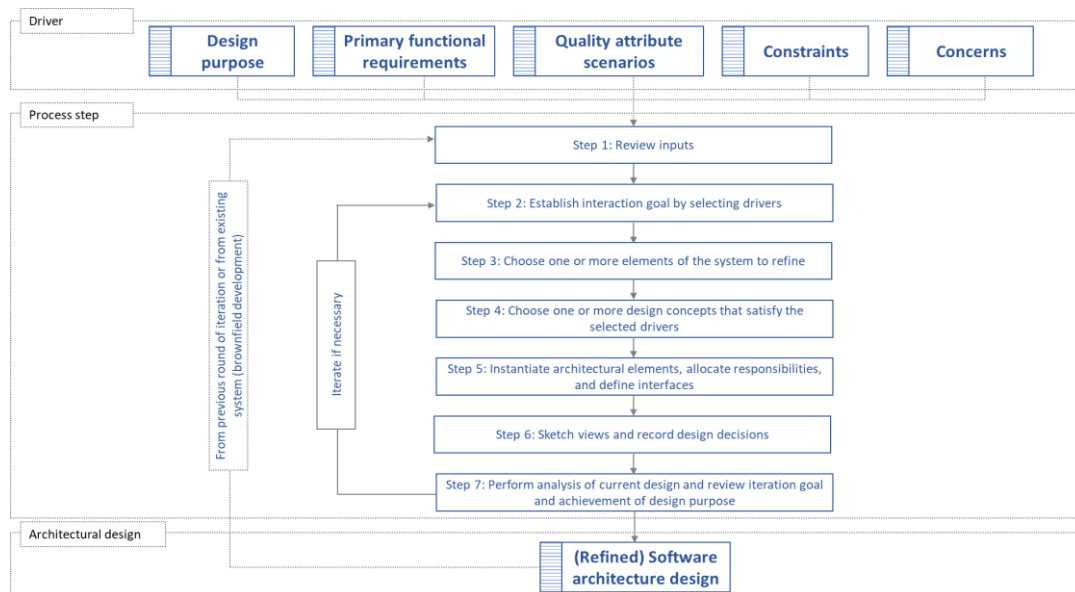 Driver
Design
purpose
Primary functional
requirements
Quality attribute
scenarios
Constraints
Concerns
Process step
Step 1: Review inputs
Step 2: Establish interaction goal by selecting drivers
Step 3: Choose one or more elements of the system to refine
Step 4: Choose one or more design concepts that satisfy the
selected drivers
Step 5: Instantiate architectural elements, allocate responsibilities,
and define interfaces
Step 6: Sketch views and record design decisions
Step 7: Perform analysis of current design and review iteration goal
and achievement of design purpose
Iterate if necessary
From previous round of iteration or from existing
system (brownfield development)
Architectural design
(Refined) Software
architecture design